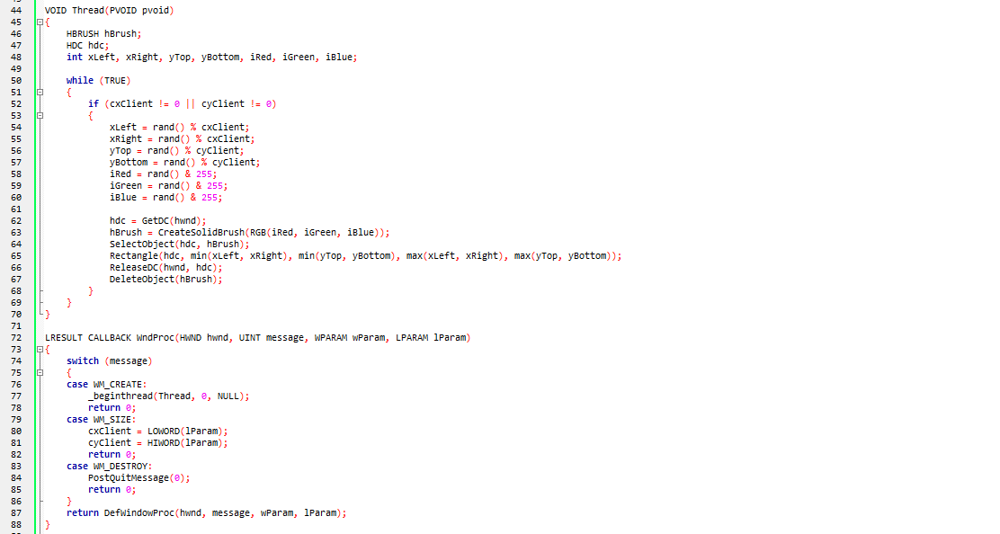 44 VOID Thread(PVOID pvoid)
45 {
46     HBRUSH hBrush;
47     HDC hdc;
48     int xLeft, xRight, yTop, yBottom, iRed, iGreen, iBlue;
49
50     while (TRUE)
51     {
52         if (cxClient != 0 || cyClient != 0)
53         {
54             xLeft = rand() % cxClient;
55             xRight = rand() % cxClient;
56             yTop = rand() % cyClient;
57             yBottom = rand() % cyClient;
58             iRed = rand() & 255;
59             iGreen = rand() & 255;
60             iBlue = rand() & 255;
61
62             hdc = GetDC(hwnd);
63             hBrush = CreateSolidBrush(RGB(iRed, iGreen, iBlue));
64             SelectObject(hdc, hBrush);
65             Rectangle(hdc, min(xLeft, xRight), min(yTop, yBottom), max(xLeft, xRight), max(yTop, yBottom));
66             ReleaseDC(hwnd, hdc);
67             DeleteObject(hBrush);
68         }
69     }
70 }
71
72 LRESULT CALLBACK WndProc(HWND hwnd, UINT message, WPARAM wParam, LPARAM lParam)
73 {
74     switch (message)
75     {
76     case WM_CREATE:
77         _beginthread(Thread, 0, NULL);
78         return 0;
79     case WM_SIZE:
80         cxClient = LOWORD(lParam);
81         cyClient = HIWORD(lParam);
82         return 0;
83     case WM_DESTROY:
84         PostQuitMessage(0);
85         return 0;
86     }
87     return DefWindowProc(hwnd, message, wParam, lParam);
88 }